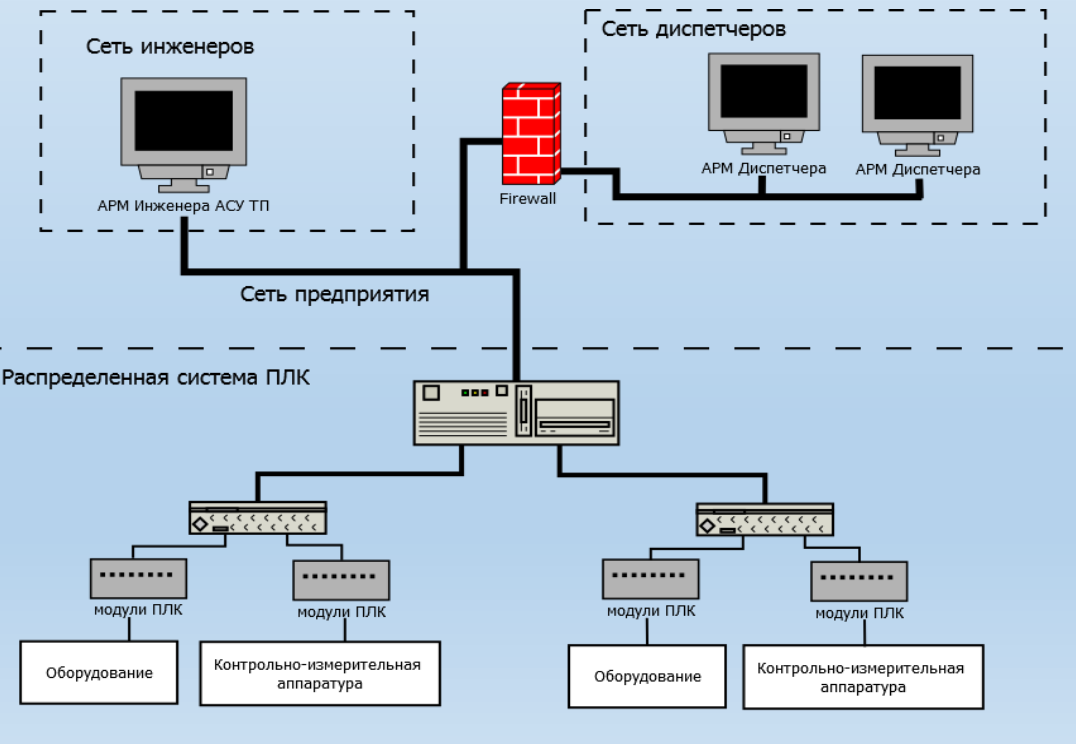 Сеть инженеров
Сеть диспетчеров
АРМ Диспетчера
АРМ Диспетчера
Firewall
АРМ Инженера АСУ ТП
Сеть предприятия
Распределенная система ПЛК
модули ПЛК
модули ПЛК
модули ПЛК
модули ПЛК
Оборудование
Контрольно-измерительная
аппаратура
Оборудование
Контрольно-измерительная
аппаратура